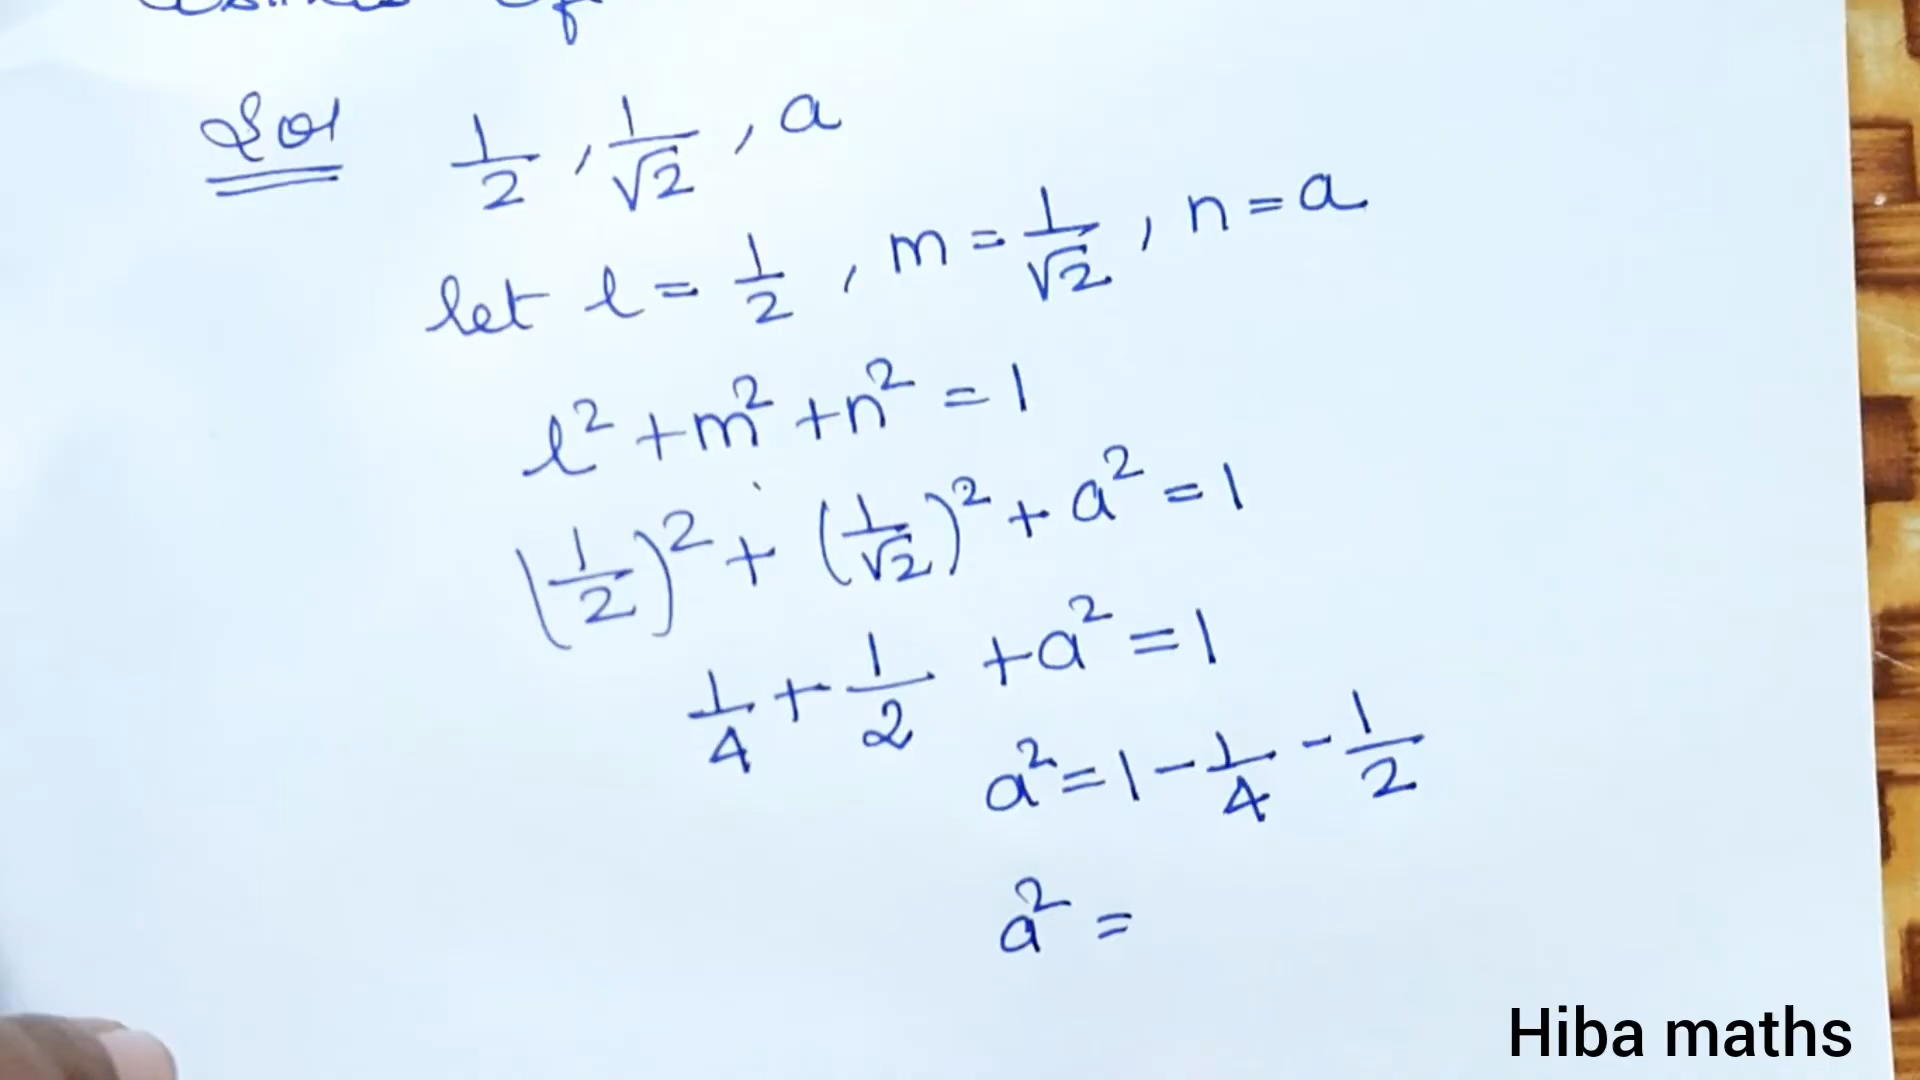 of
Sol 1/2, 1/√2, a
let l = 1/2, m = 1/√2, n = a
l² + m² + n² = 1
(1/2)² + (1/√2)² + a² = 1
1/4 + 1/2 + a² = 1
a² = 1 - 1/4 - 1/2
a² =
Hiba maths